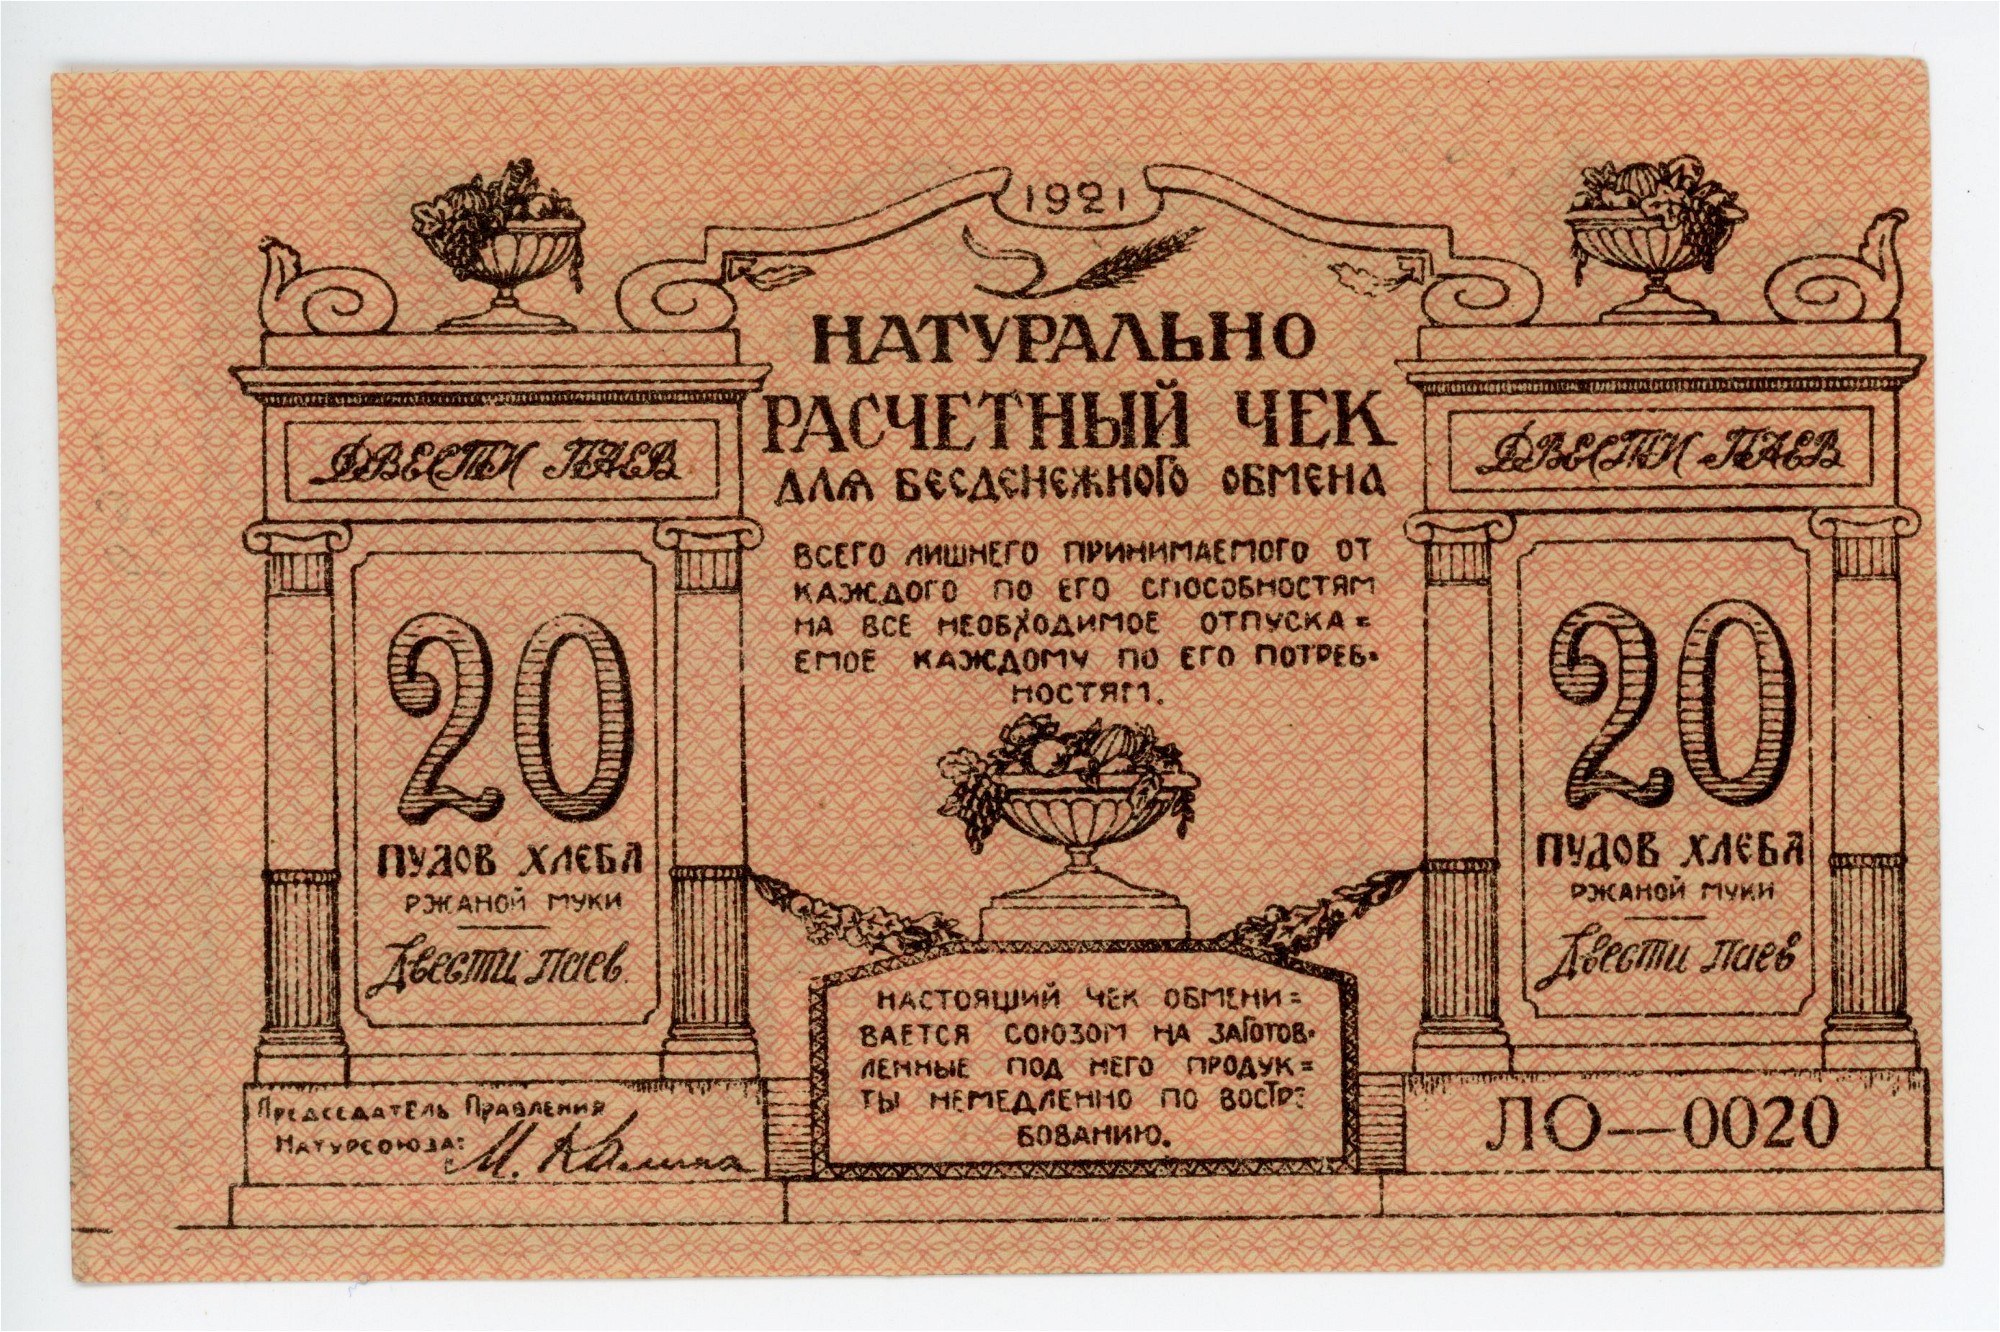 1921
НАТУРАЛЬНО
РАСЧЕТНЫЙ ЧЕК
ДЛЯ БЕСДЕНЕЖНОГО ОБМЕНА
ДВЕСТИ ПАЕВ
ДВЕСТИ ПАЕВ
ВСЕГО ЛИШНЕГО ПРИНИМАЕМОГО ОТ
КАЖДОГО ПО ЕГО СПОСОБНОСТЯМ
НА ВСЕ НЕОБХОДИМОЕ ОТПУСКА=
ЕМОЕ КАЖДОМУ ПО ЕГО ПОТРЕБ-
НОСТЯМ.
20
ПУДОВ ХЛЕБА
РЖАНОЙ МУКИ
Двести паев.
20
ПУДОВ ХЛЕБА
РЖАНОЙ МУКИ
Двести паев
НАСТОЯЩИЙ ЧЕК ОБМЕНИ=
ВАЕТСЯ СОЮЗОМ НА ЗАГОТОВ-
ЛЕННЫЕ ПОД НЕГО ПРОДУК=
ТЫ НЕМЕДЛЕННО ПО ВОСТРЕ
БОВАНИЮ.
Председатель Правления
Натурсоюза:
ЛО—0020